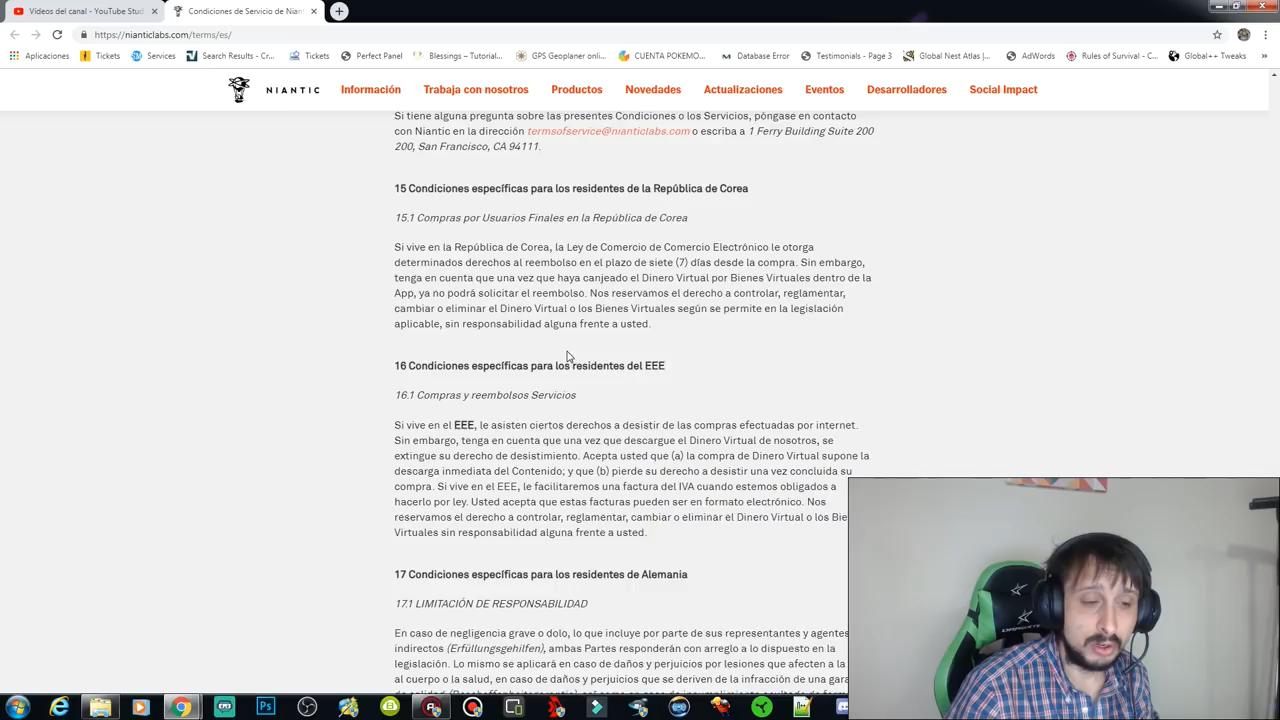 Vídeos del canal - YouTube Stud
Condiciones de Servicio de Nian
https://nianticlabs.com/terms/es/
Aplicaciones
Tickets
Services
Search Results - Cr...
Tickets
Perfect Panel
Blessings – Tutorial...
GPS Geoplaner onli...
CUENTA POKEMO...
Database Error
Testimonials - Page 3
Global Nest Atlas |...
AdWords
Rules of Survival - C...
Global++ Tweaks
NIANTIC
Información
Trabaja con nosotros
Productos
Novedades
Actualizaciones
Eventos
Desarrolladores
Social Impact
Si tiene alguna pregunta sobre las presentes Condiciones o los Servicios, póngase en contacto
con Niantic en la dirección termsofservice@nianticlabs.com o escriba a 1 Ferry Building Suite 200
200, San Francisco, CA 94111.
15 Condiciones específicas para los residentes de la República de Corea
15.1 Compras por Usuarios Finales en la República de Corea
Si vive en la República de Corea, la Ley de Comercio de Comercio Electrónico le otorga
determinados derechos al reembolso en el plazo de siete (7) días desde la compra. Sin embargo,
tenga en cuenta que una vez que haya canjeado el Dinero Virtual por Bienes Virtuales dentro de la
App, ya no podrá solicitar el reembolso. Nos reservamos el derecho a controlar, reglamentar,
cambiar o eliminar el Dinero Virtual o los Bienes Virtuales según se permite en la legislación
aplicable, sin responsabilidad alguna frente a usted.
16 Condiciones específicas para los residentes del EEE
16.1 Compras y reembolsos Servicios
Si vive en el EEE, le asisten ciertos derechos a desistir de las compras efectuadas por internet.
Sin embargo, tenga en cuenta que una vez que descargue el Dinero Virtual de nosotros, se
extingue su derecho de desistimiento. Acepta usted que (a) la compra de Dinero Virtual supone la
descarga inmediata del Contenido; y que (b) pierde su derecho a desistir una vez concluida su
compra. Si vive en el EEE, le facilitaremos una factura del IVA cuando estemos obligados a
hacerlo por ley. Usted acepta que estas facturas pueden ser en formato electrónico. Nos
reservamos el derecho a controlar, reglamentar, cambiar o eliminar el Dinero Virtual o los Bie
Virtuales sin responsabilidad alguna frente a usted.
17 Condiciones específicas para los residentes de Alemania
17.1 LIMITACIÓN DE RESPONSABILIDAD
En caso de negligencia grave o dolo, lo que incluye por parte de sus representantes y agentes
indirectos (Erfüllungsgehilfen), ambas Partes responderán con arreglo a lo dispuesto en la
legislación. Lo mismo se aplicará en caso de daños y perjuicios por lesiones que afecten a la
al cuerpo o la salud, en caso de daños y perjuicios que se deriven de la infracción de una gara